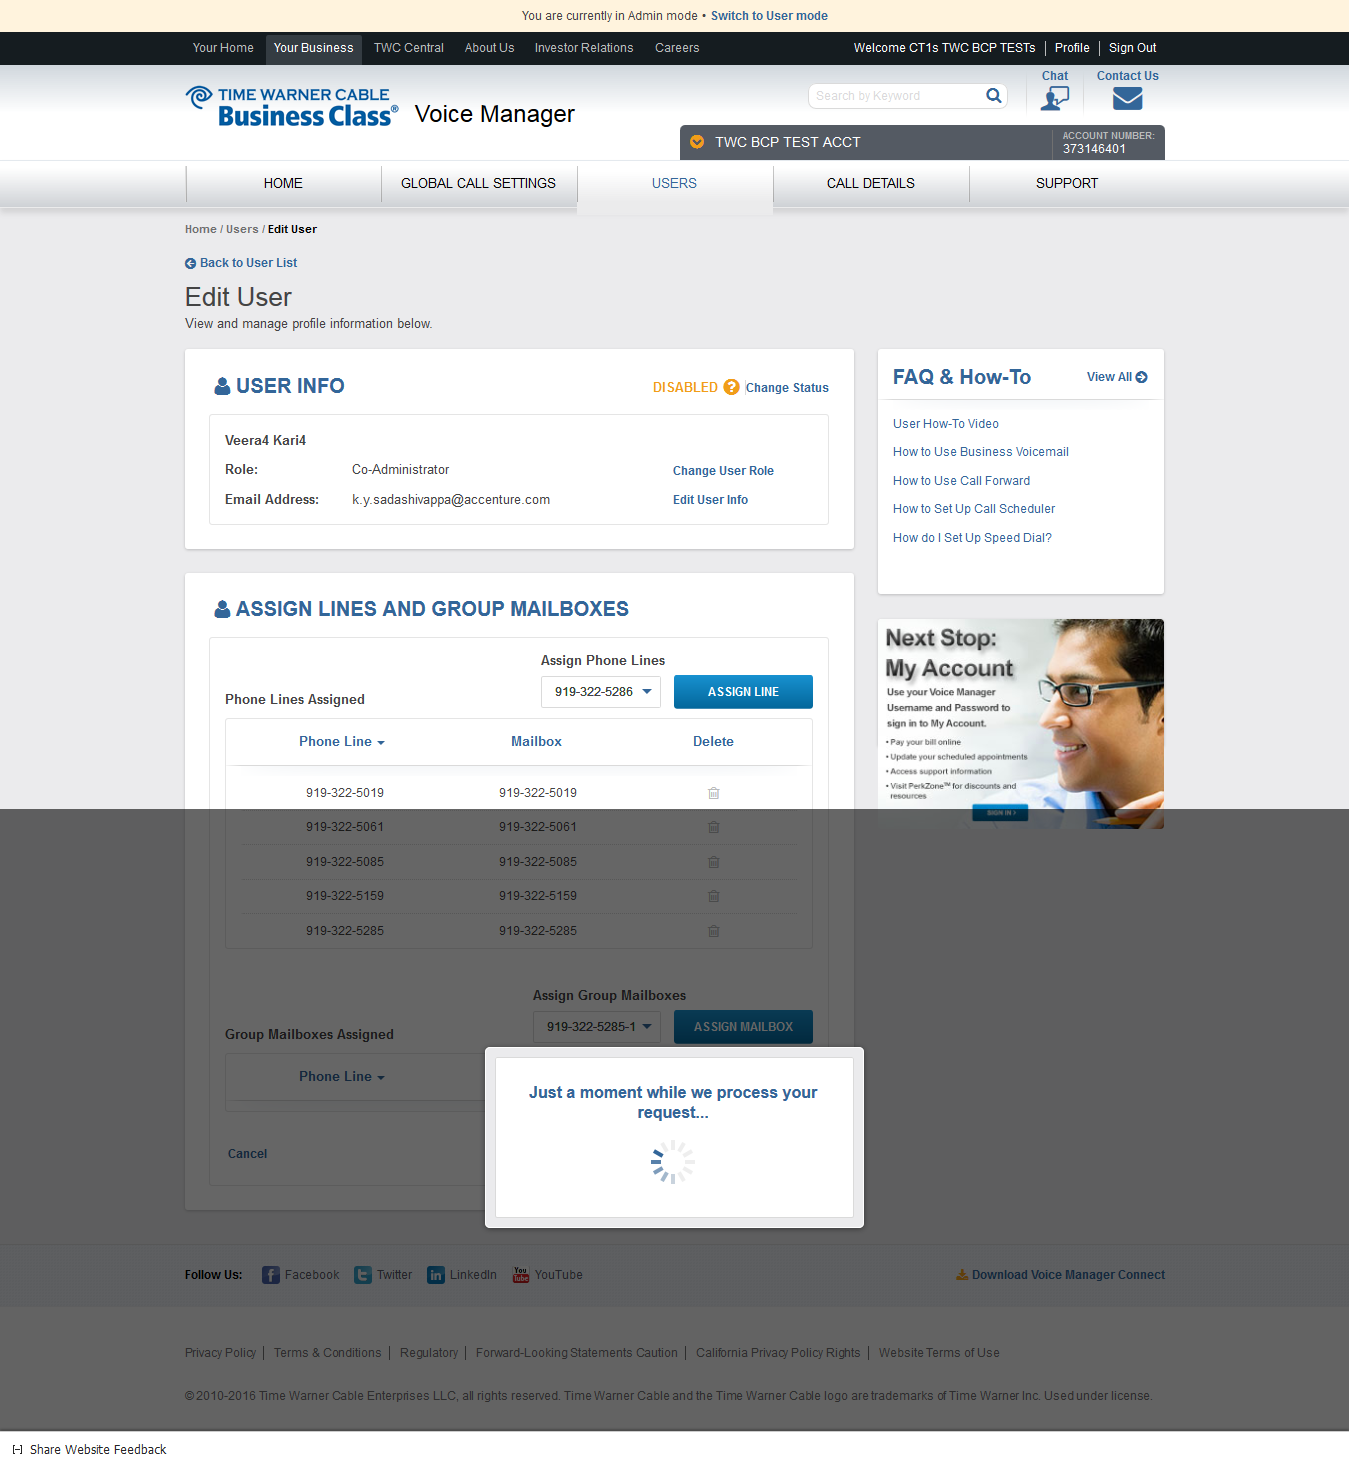 You are currently in Admin mode • Switch to User mode
Your Home Your Business TWC Central About Us Investor Relations Careers Welcome CT1s TWC BCP TESTs Profile Sign Out
Chat Contact Us
TIME WARNER CABLE
Business Class® Voice Manager
Search by Keyword
TWC BCP TEST ACCT
ACCOUNT NUMBER:
373146401
HOME GLOBAL CALL SETTINGS USERS CALL DETAILS SUPPORT
Home / Users / Edit User
Back to User List
Edit User
View and manage profile information below.
USER INFO
DISABLED ? Change Status
Veera4 Kari4
Role: Co-Administrator Change User Role
Email Address: k.y.sadashivappa@accenture.com Edit User Info
FAQ & How-To View All
User How-To Video
How to Use Business Voicemail
How to Use Call Forward
How to Set Up Call Scheduler
How do I Set Up Speed Dial?
ASSIGN LINES AND GROUP MAILBOXES
Assign Phone Lines
Phone Lines Assigned
919-322-5286 ASSIGN LINE
Phone Line Mailbox Delete
919-322-5019 919-322-5019
919-322-5061 919-322-5061
919-322-5085 919-322-5085
919-322-5159 919-322-5159
919-322-5285 919-322-5285
Next Stop:
My Account
Use your Voice Manager
Username and Password to
sign in to My Account.
• Pay your bill online
• Update your scheduled appointments
• Access support information
• Visit PerkZone™ for discounts and
resources
SIGN IN >
Assign Group Mailboxes
Group Mailboxes Assigned
919-322-5285-1 ASSIGN MAILBOX
Phone Line
Just a moment while we process your
request...
Cancel
Follow Us: Facebook Twitter in LinkedIn You Tube YouTube Download Voice Manager Connect
Privacy Policy Terms & Conditions Regulatory Forward-Looking Statements Caution California Privacy Policy Rights Website Terms of Use
© 2010-2016 Time Warner Cable Enterprises LLC, all rights reserved. Time Warner Cable and the Time Warner Cable logo are trademarks of Time Warner Inc. Used under license.
[-] Share Website Feedback